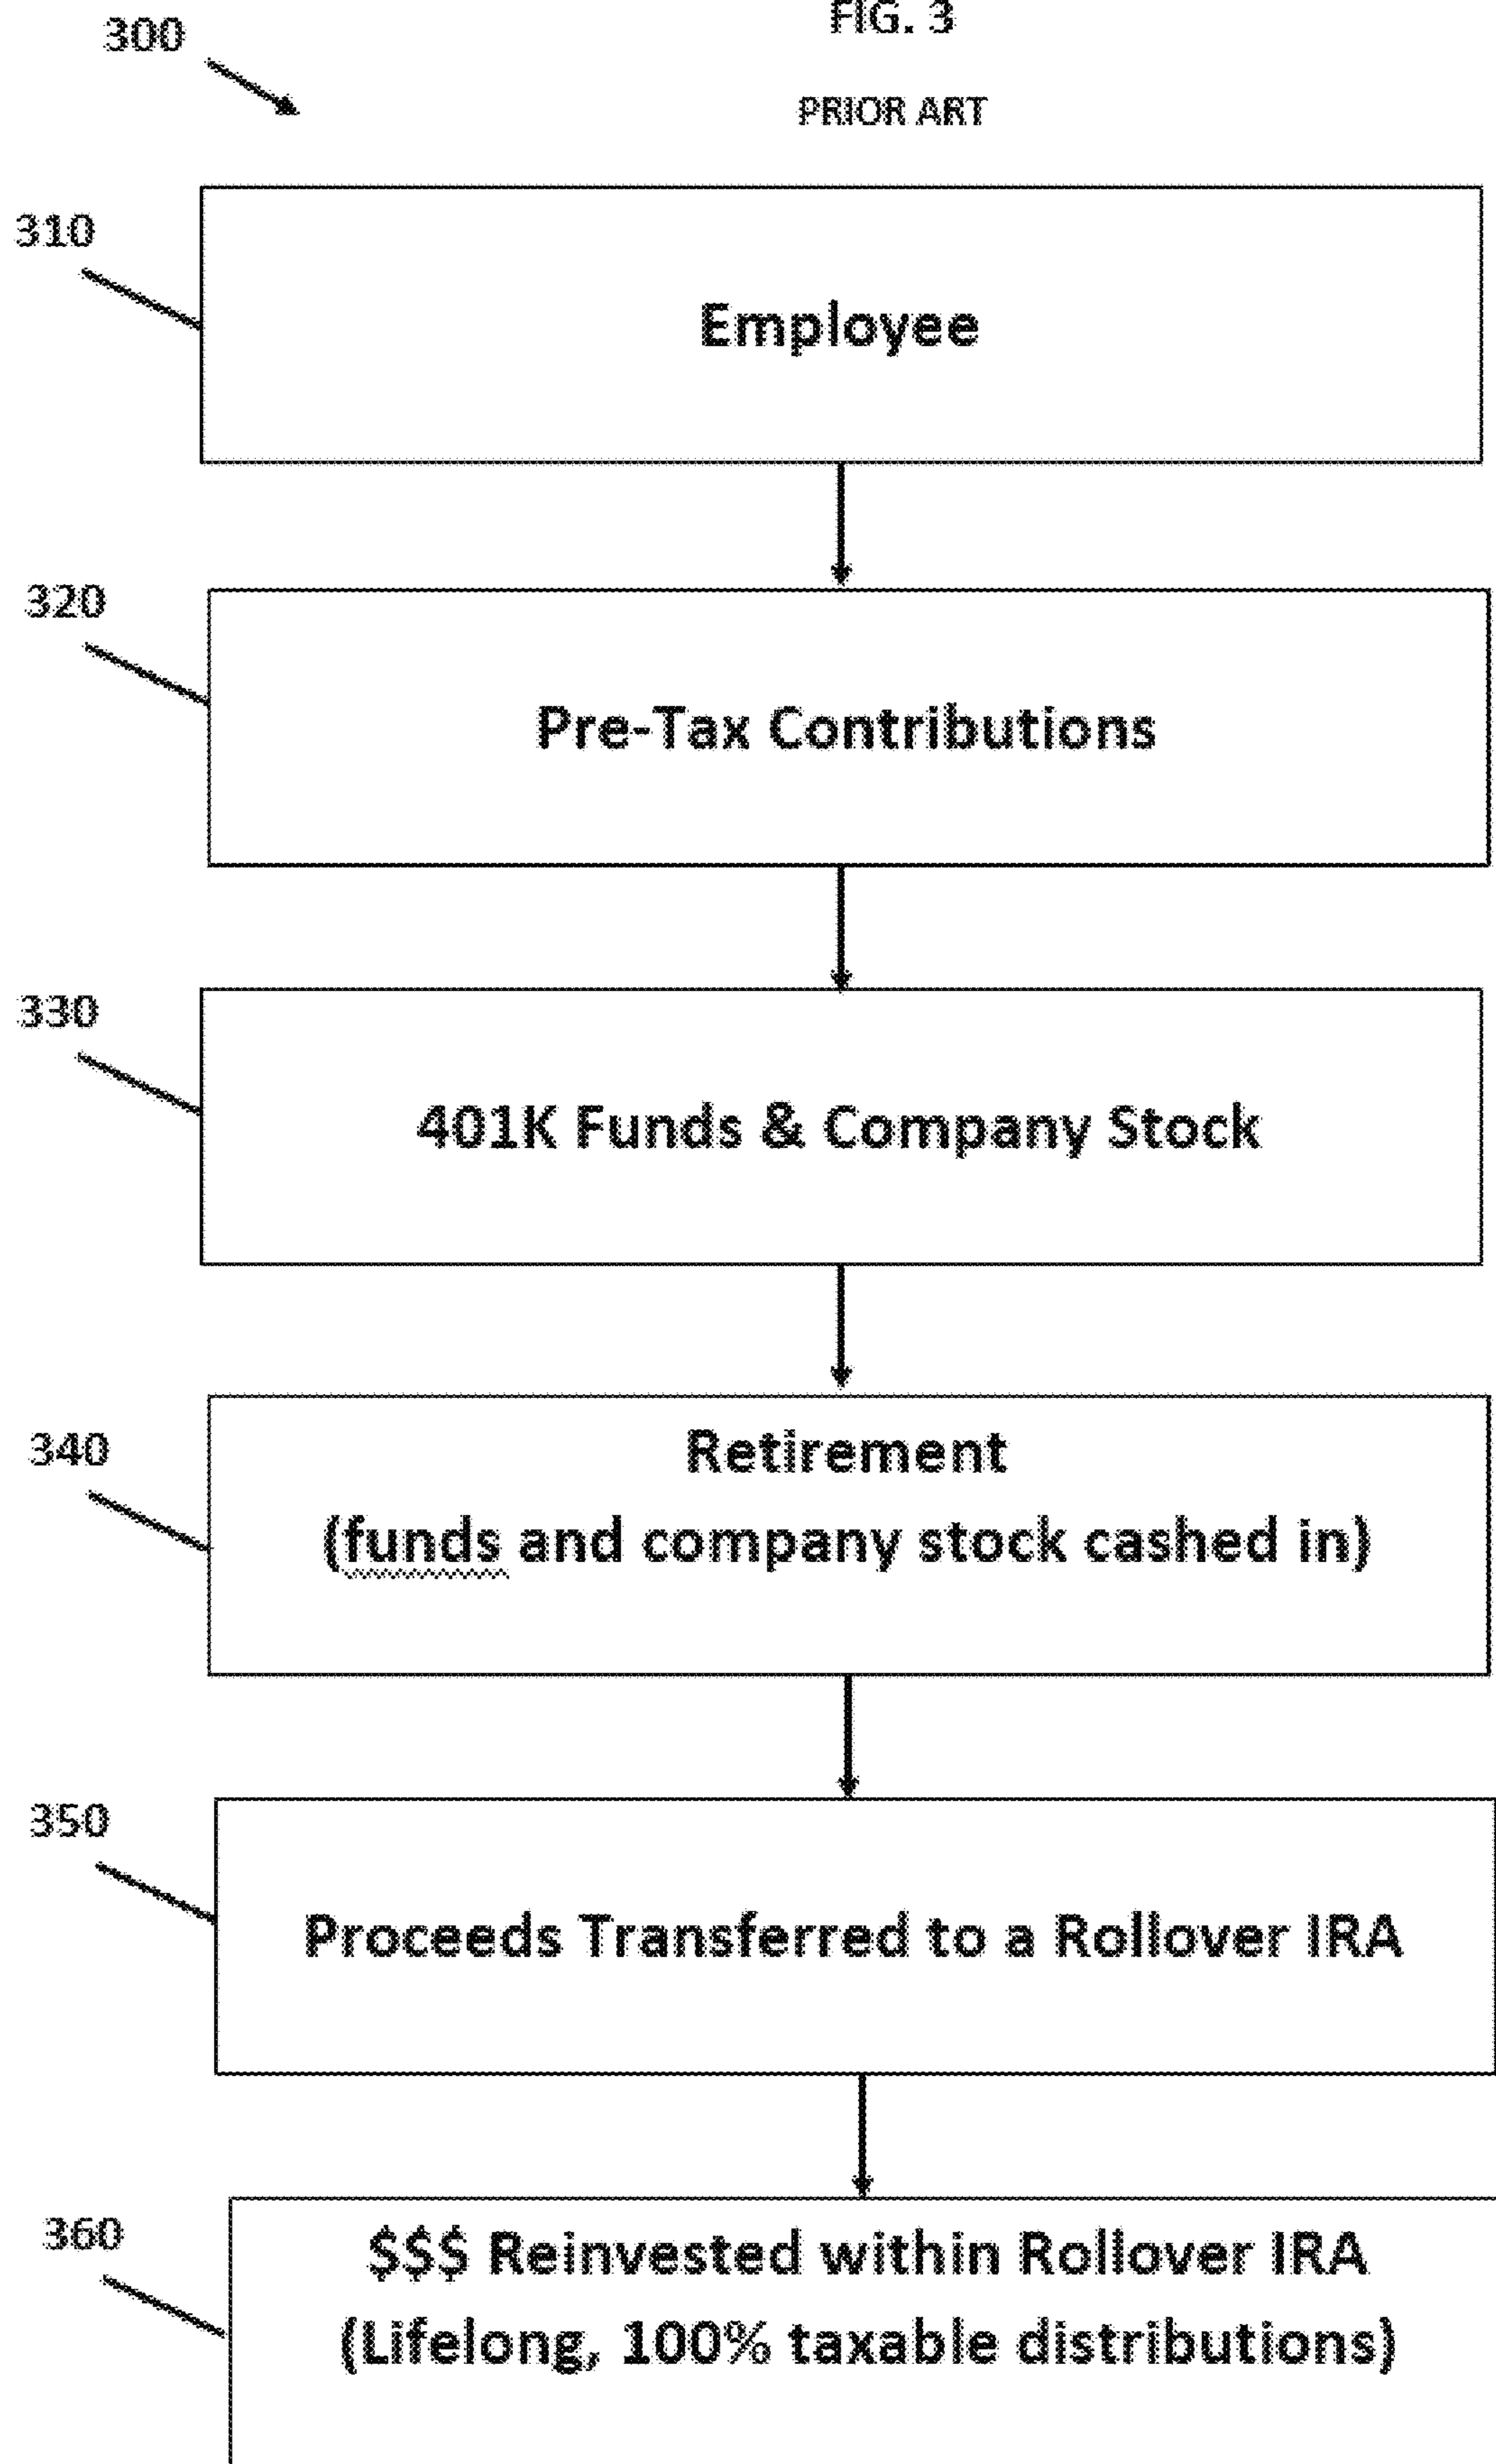 FIG. 3
300
PRIOR ART
310
Employee
320
Pre-Tax Contributions
330
401K Funds & Company Stock
340
Retirement
(funds and company stock cashed in)
350
Proceeds Transferred to a Rollover IRA
360
$$$ Reinvested within Rollover IRA
(Lifelong, 100% taxable distributions)